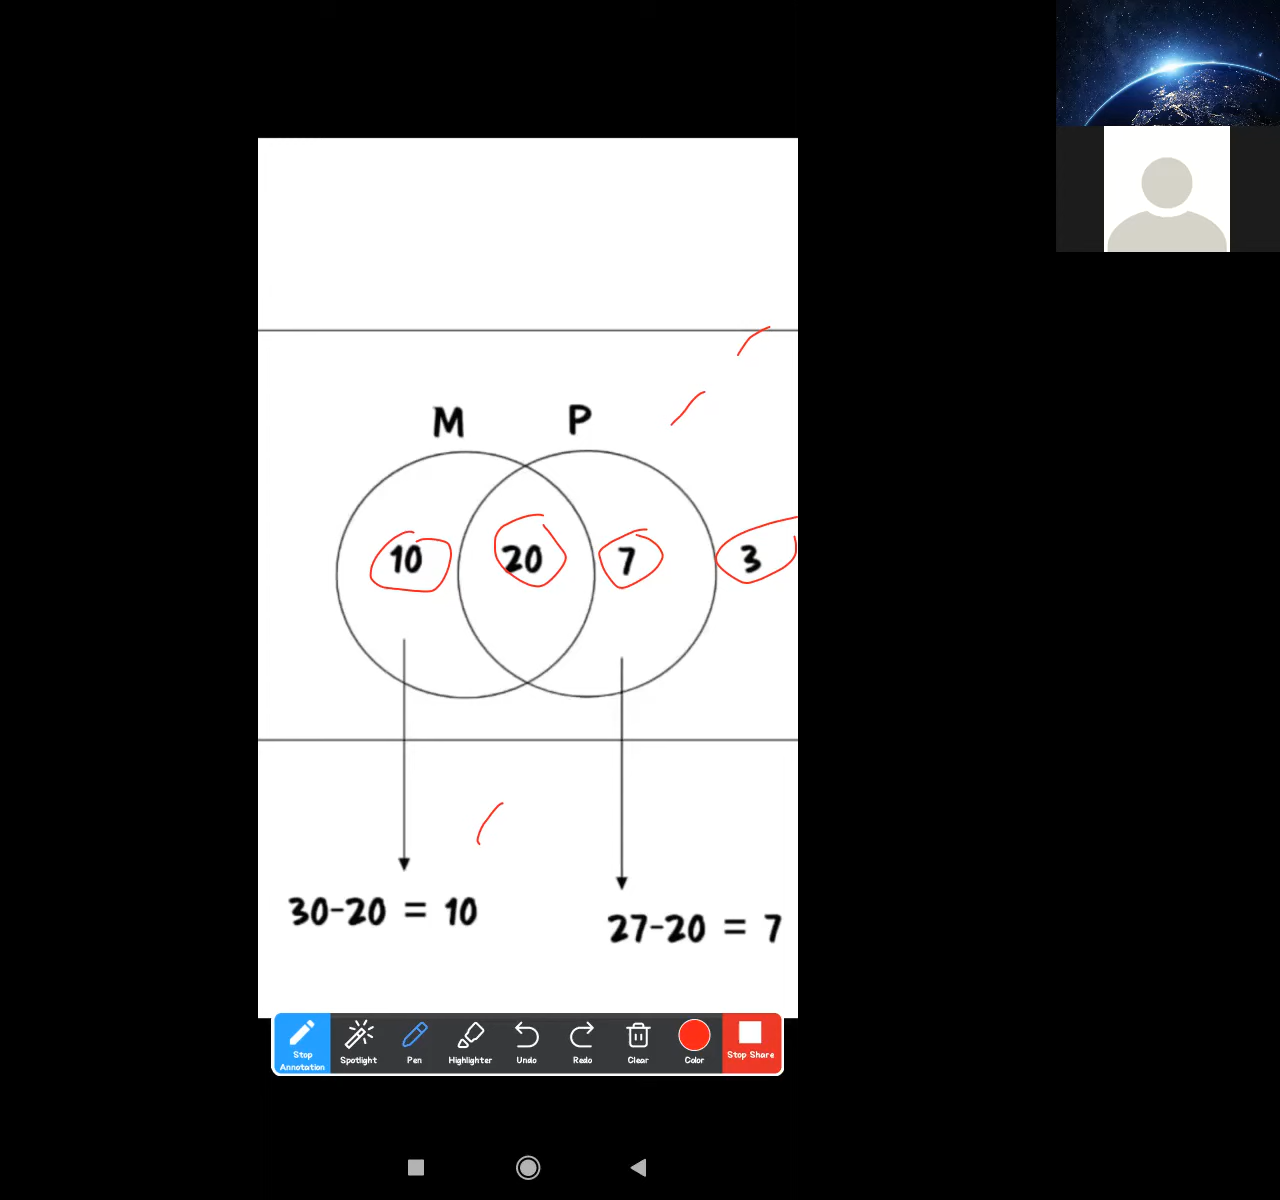 M P
10 20 7 3
30-20 = 10
27-20 = 7
Stop Annotation
Spotlight
Pen
Highlighter
Undo
Redo
Clear
Color
Stop Share